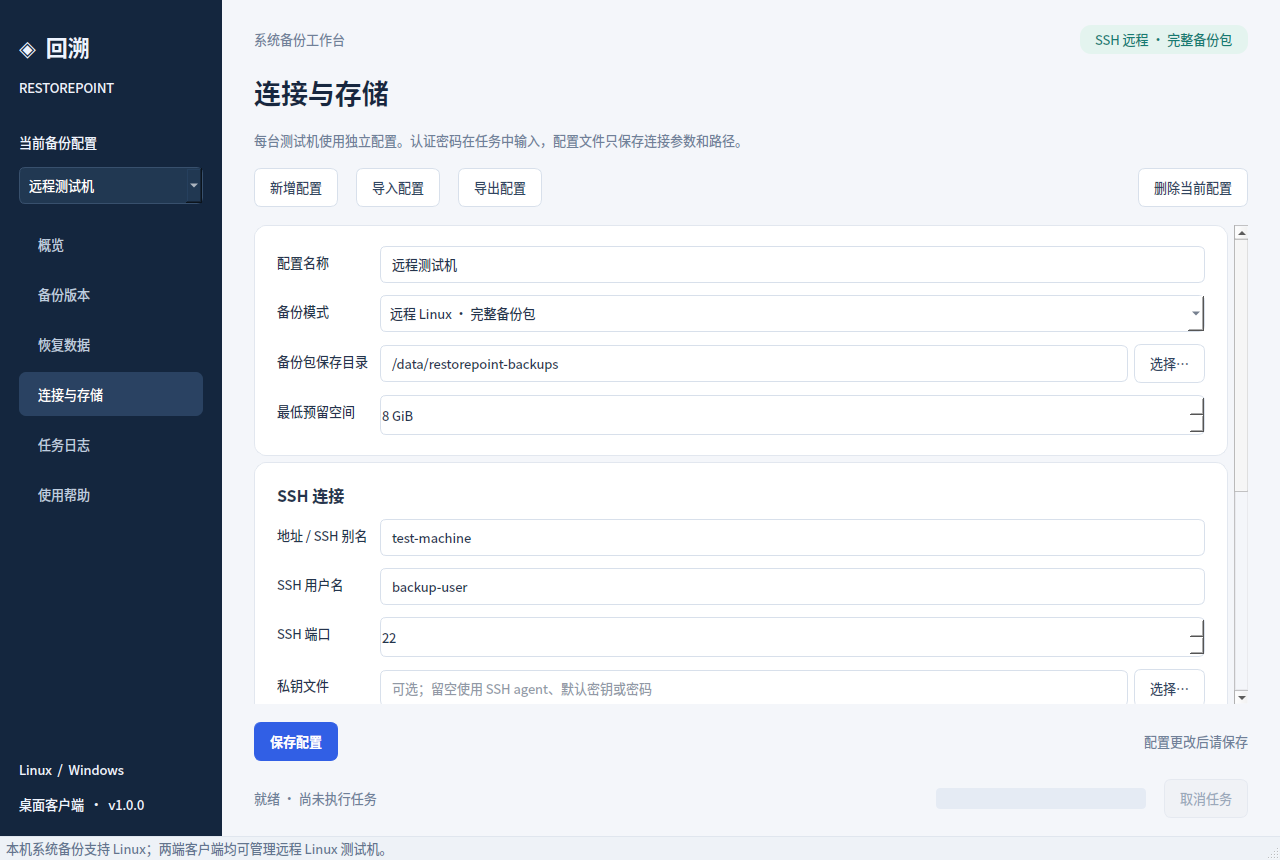 ◈ 回溯
RESTOREPOINT
当前备份配置
远程测试机
概览
备份版本
恢复数据
连接与存储
任务日志
使用帮助
Linux / Windows
桌面客户端 · v1.0.0
系统备份工作台
SSH 远程 · 完整备份包
连接与存储
每台测试机使用独立配置。认证密码在任务中输入，配置文件只保存连接参数和路径。
新增配置 导入配置 导出配置 删除当前配置
配置名称 远程测试机
备份模式 远程 Linux · 完整备份包
备份包保存目录 /data/restorepoint-backups 选择…
最低预留空间 8 GiB
SSH 连接
地址 / SSH 别名 test-machine
SSH 用户名 backup-user
SSH 端口 22
私钥文件 可选；留空使用 SSH agent、默认密钥或密码 选择…
保存配置 配置更改后请保存
就绪 · 尚未执行任务 取消任务
本机系统备份支持 Linux；两端客户端均可管理远程 Linux 测试机。